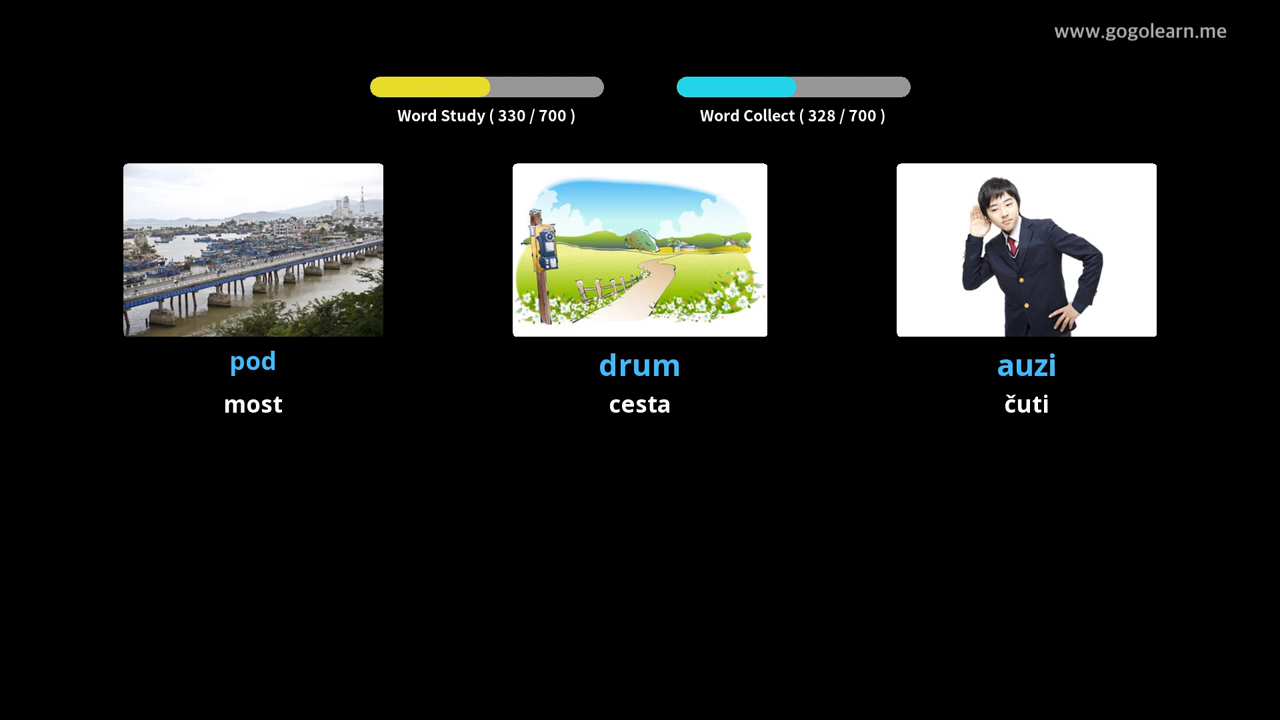 www.gogolearn.me
Word Study ( 330 / 700 )
Word Collect ( 328 / 700 )
pod
drum
auzi
most
cesta
čuti